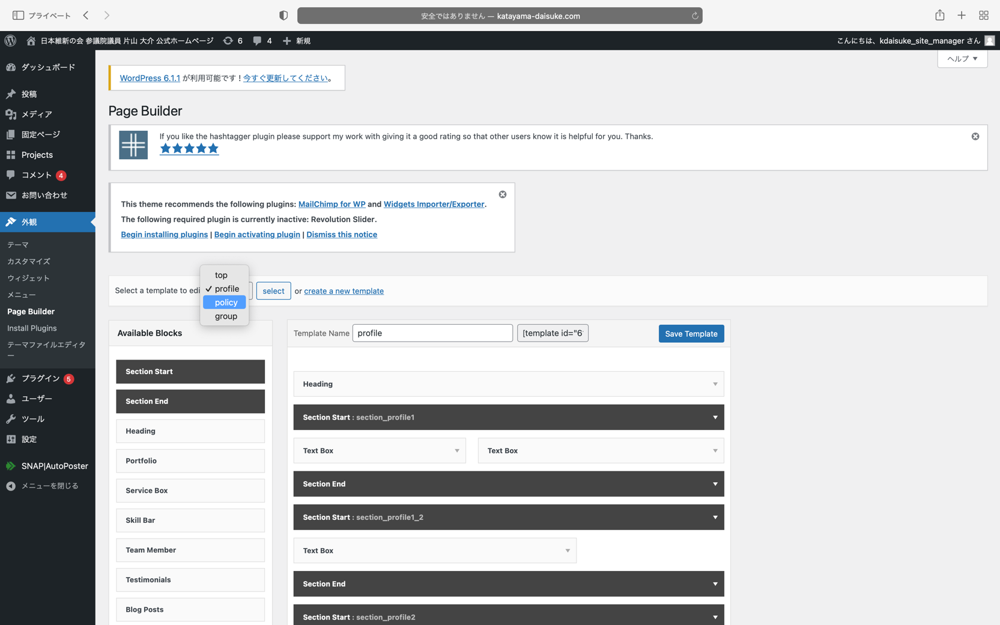 プライベート
安全ではありません — katayama-daisuke.com
日本維新の会 参議院議員 片山 大介 公式ホームページ
6
4
新規
こんにちは、kdaisuke_site_manager さん
ヘルプ ▼
ダッシュボード
投稿
メディア
固定ページ
Projects
コメント 4
お問い合わせ
外観
テーマ
カスタマイズ
ウィジェット
メニュー
Page Builder
Install Plugins
テーマファイルエディター
プラグイン 5
ユーザー
ツール
設定
SNAP|AutoPoster
メニューを閉じる
WordPress 6.1.1 が利用可能です ! 今すぐ更新してください。
Page Builder
If you like the hashtagger plugin please support my work with giving it a good rating so that other users know it is helpful for you. Thanks.
This theme recommends the following plugins: MailChimp for WP and Widgets Importer/Exporter.
The following required plugin is currently inactive: Revolution Slider.
Begin installing plugins | Begin activating plugin | Dismiss this notice
top
✓ profile
policy
group
Select a template to edi
select or create a new template
Available Blocks
Section Start
Section End
Heading
Portfolio
Service Box
Skill Bar
Team Member
Testimonials
Blog Posts
Template Name profile [template id="6
Save Template
Heading
Section Start : section_profile1
Text Box
Text Box
Section End
Section Start : section_profile1_2
Text Box
Section End
Section Start : section_profile2